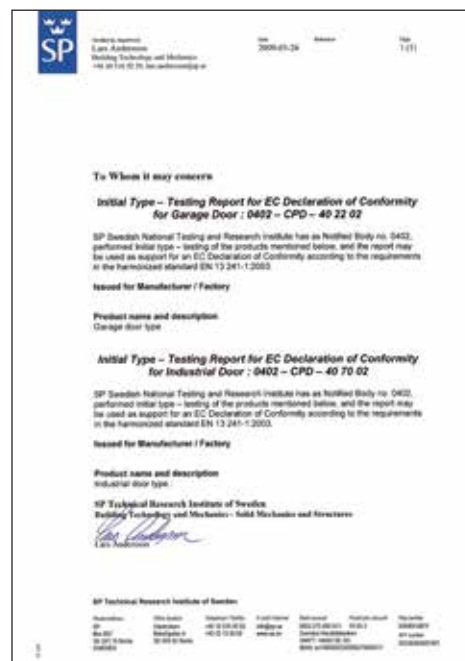 SP
Lars Andersson
Building Technology and Mechanics
Date
Reference
Page
2009-03-26
1 (1)
To Whom it may concern
Initial Type – Testing Report for EC Declaration of Conformity
for Garage Door : 0402 – CPD – 40 22 02
SP Swedish National Testing and Research Institute has as Notified Body no. 0402,
performed initial type – testing of the products mentioned below, and the report may
be used as support for an EC Declaration of Conformity according to the requirements
in the harmonized standard EN 13 241-1:2003.
Issued for Manufacturer / Factory
Product name and description
Garage door type
Initial Type – Testing Report for EC Declaration of Conformity
for Industrial Door : 0402 – CPD – 40 70 02
SP Swedish National Testing and Research Institute has as Notified Body no. 0402,
performed initial type – testing of the products mentioned below, and the report may
be used as support for an EC Declaration of Conformity according to the requirements
in the harmonized standard EN 13 241-1:2003.
Issued for Manufacturer / Factory
Product name and description
Industrial door type :
SP Technical Research Institute of Sweden
Building Technology and Mechanics - Solid Mechanics and Structures
Lars Andersson
SP Technical Research Institute of Sweden